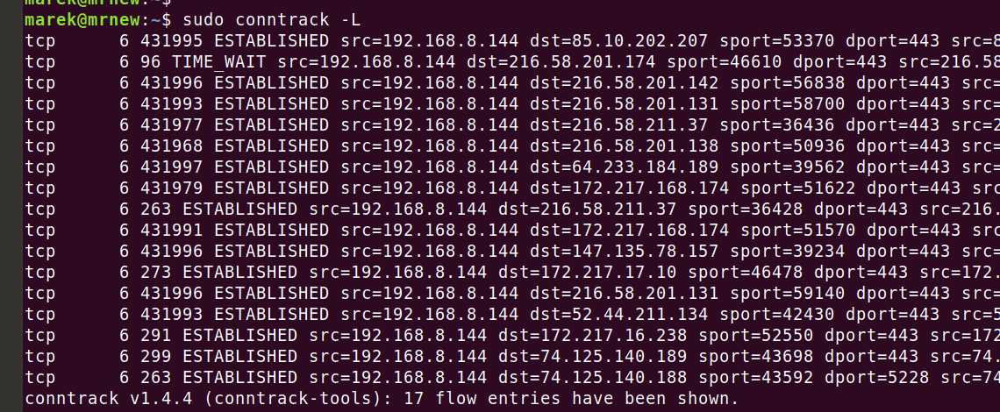 marek@mrnew:~$
marek@mrnew:~$ sudo conntrack -L
tcp      6 431995 ESTABLISHED src=192.168.8.144 dst=85.10.202.207 sport=53370 dport=443 src=8
tcp      6 96 TIME_WAIT src=192.168.8.144 dst=216.58.201.174 sport=46610 dport=443 src=216.58
tcp      6 431996 ESTABLISHED src=192.168.8.144 dst=216.58.201.142 sport=56838 dport=443 src=
tcp      6 431993 ESTABLISHED src=192.168.8.144 dst=216.58.201.131 sport=58700 dport=443 src=
tcp      6 431977 ESTABLISHED src=192.168.8.144 dst=216.58.211.37 sport=36436 dport=443 src=2
tcp      6 431968 ESTABLISHED src=192.168.8.144 dst=216.58.201.138 sport=50936 dport=443 src=
tcp      6 431997 ESTABLISHED src=192.168.8.144 dst=64.233.184.189 sport=39562 dport=443 src=
tcp      6 431979 ESTABLISHED src=192.168.8.144 dst=172.217.168.174 sport=51622 dport=443 src
tcp      6 263 ESTABLISHED src=192.168.8.144 dst=216.58.211.37 sport=36428 dport=443 src=216.
tcp      6 431991 ESTABLISHED src=192.168.8.144 dst=172.217.168.174 sport=51570 dport=443 src
tcp      6 431996 ESTABLISHED src=192.168.8.144 dst=147.135.78.157 sport=39234 dport=443 src=
tcp      6 273 ESTABLISHED src=192.168.8.144 dst=172.217.17.10 sport=46478 dport=443 src=172.
tcp      6 431996 ESTABLISHED src=192.168.8.144 dst=216.58.201.131 sport=59140 dport=443 src=
tcp      6 431993 ESTABLISHED src=192.168.8.144 dst=52.44.211.134 sport=42430 dport=443 src=5
tcp      6 291 ESTABLISHED src=192.168.8.144 dst=172.217.16.238 sport=52550 dport=443 src=172
tcp      6 299 ESTABLISHED src=192.168.8.144 dst=74.125.140.189 sport=43698 dport=443 src=74.
tcp      6 263 ESTABLISHED src=192.168.8.144 dst=74.125.140.188 sport=43592 dport=5228 src=74
conntrack v1.4.4 (conntrack-tools): 17 flow entries have been shown.